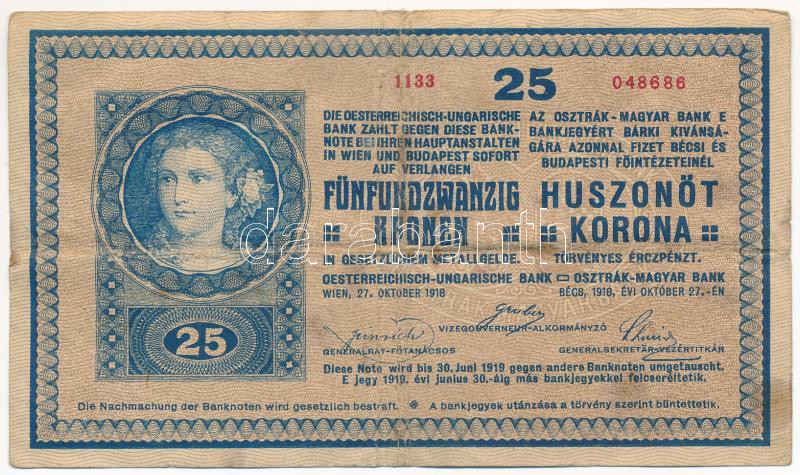 1133 25 048686
DIE OESTERREICHISCH-UNGARISCHE
BANK ZAHLT GEGEN DIESE BANK-
NOTE BEI IHREN HAUPTANSTALTEN
IN WIEN UND BUDAPEST SOFORT
AUF VERLANGEN
FÜNFUNDZWANZIG
KRONEN
IN GESETZLICHEM METALLGELDE.
AZ OSZTRÁK-MAGYAR BANK E
BANKJEGYÉRT BÁRKI KIVÁNSÁ-
GÁRA AZONNAL FIZET BÉCSI ÉS
BUDAPESTI FŐINTÉZETEINÉL
HUSZONÖT
KORONA
TÖRVÉNYES ÉRCZPÉNZT.
OESTERREICHISCH-UNGARISCHE BANK OSZTRÁK-MAGYAR BANK
WIEN, 27. OKTOBER 1918 BÉCS, 1918. ÉVI OKTÓBER 27.-ÉN
Gruber
VIZEGOUVERNEUR-ALKORMÁNYZÓ
GENERALRAT-FŐTANÁCSOS GENERALSEKRETÄR-VEZÉRTITKÁR
25
Diese Note wird bis 30. Juni 1919 gegen andere Banknoten umgetauscht.
E jegy 1919. évi junius 30.-áig más bankjegyekkel felcseréltetik.
Die Nachmachung der Banknoten wird gesetzlich bestraft. A bankjegyek utánzása a törvény szerint büntettetik.
darabanth